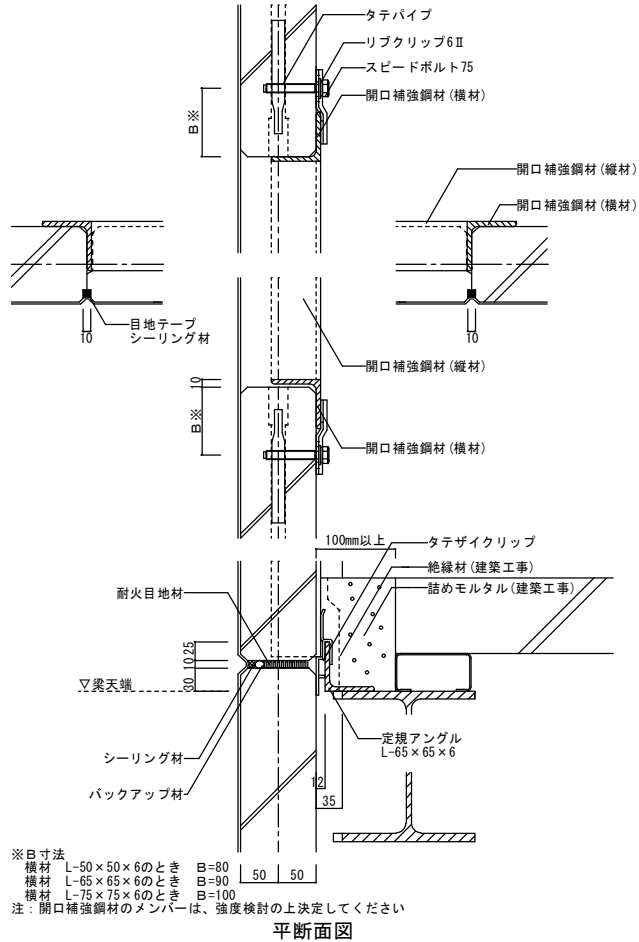 タテパイプ
リブクリップ6Ⅱ
スピードボルト75
開口補強鋼材(横材)
B※
開口補強鋼材(縦材)
開口補強鋼材(横材)
目地テープ
シーリング材
10
10
開口補強鋼材(縦材)
10
B※
開口補強鋼材(横材)
100mm以上
タテザイクリップ
絶縁材(建築工事)
詰めモルタル(建築工事)
耐火目地材
25
10
30
▽梁天端
シーリング材
バックアップ材
定規アングル
L-65×65×6
12
35
50
50
※B寸法
横材 L-50×50×6のとき B=80
横材 L-65×65×6のとき B=90
横材 L-75×75×6のとき B=100
注：開口補強鋼材のメンバーは、強度検討の上決定してください
平断面図